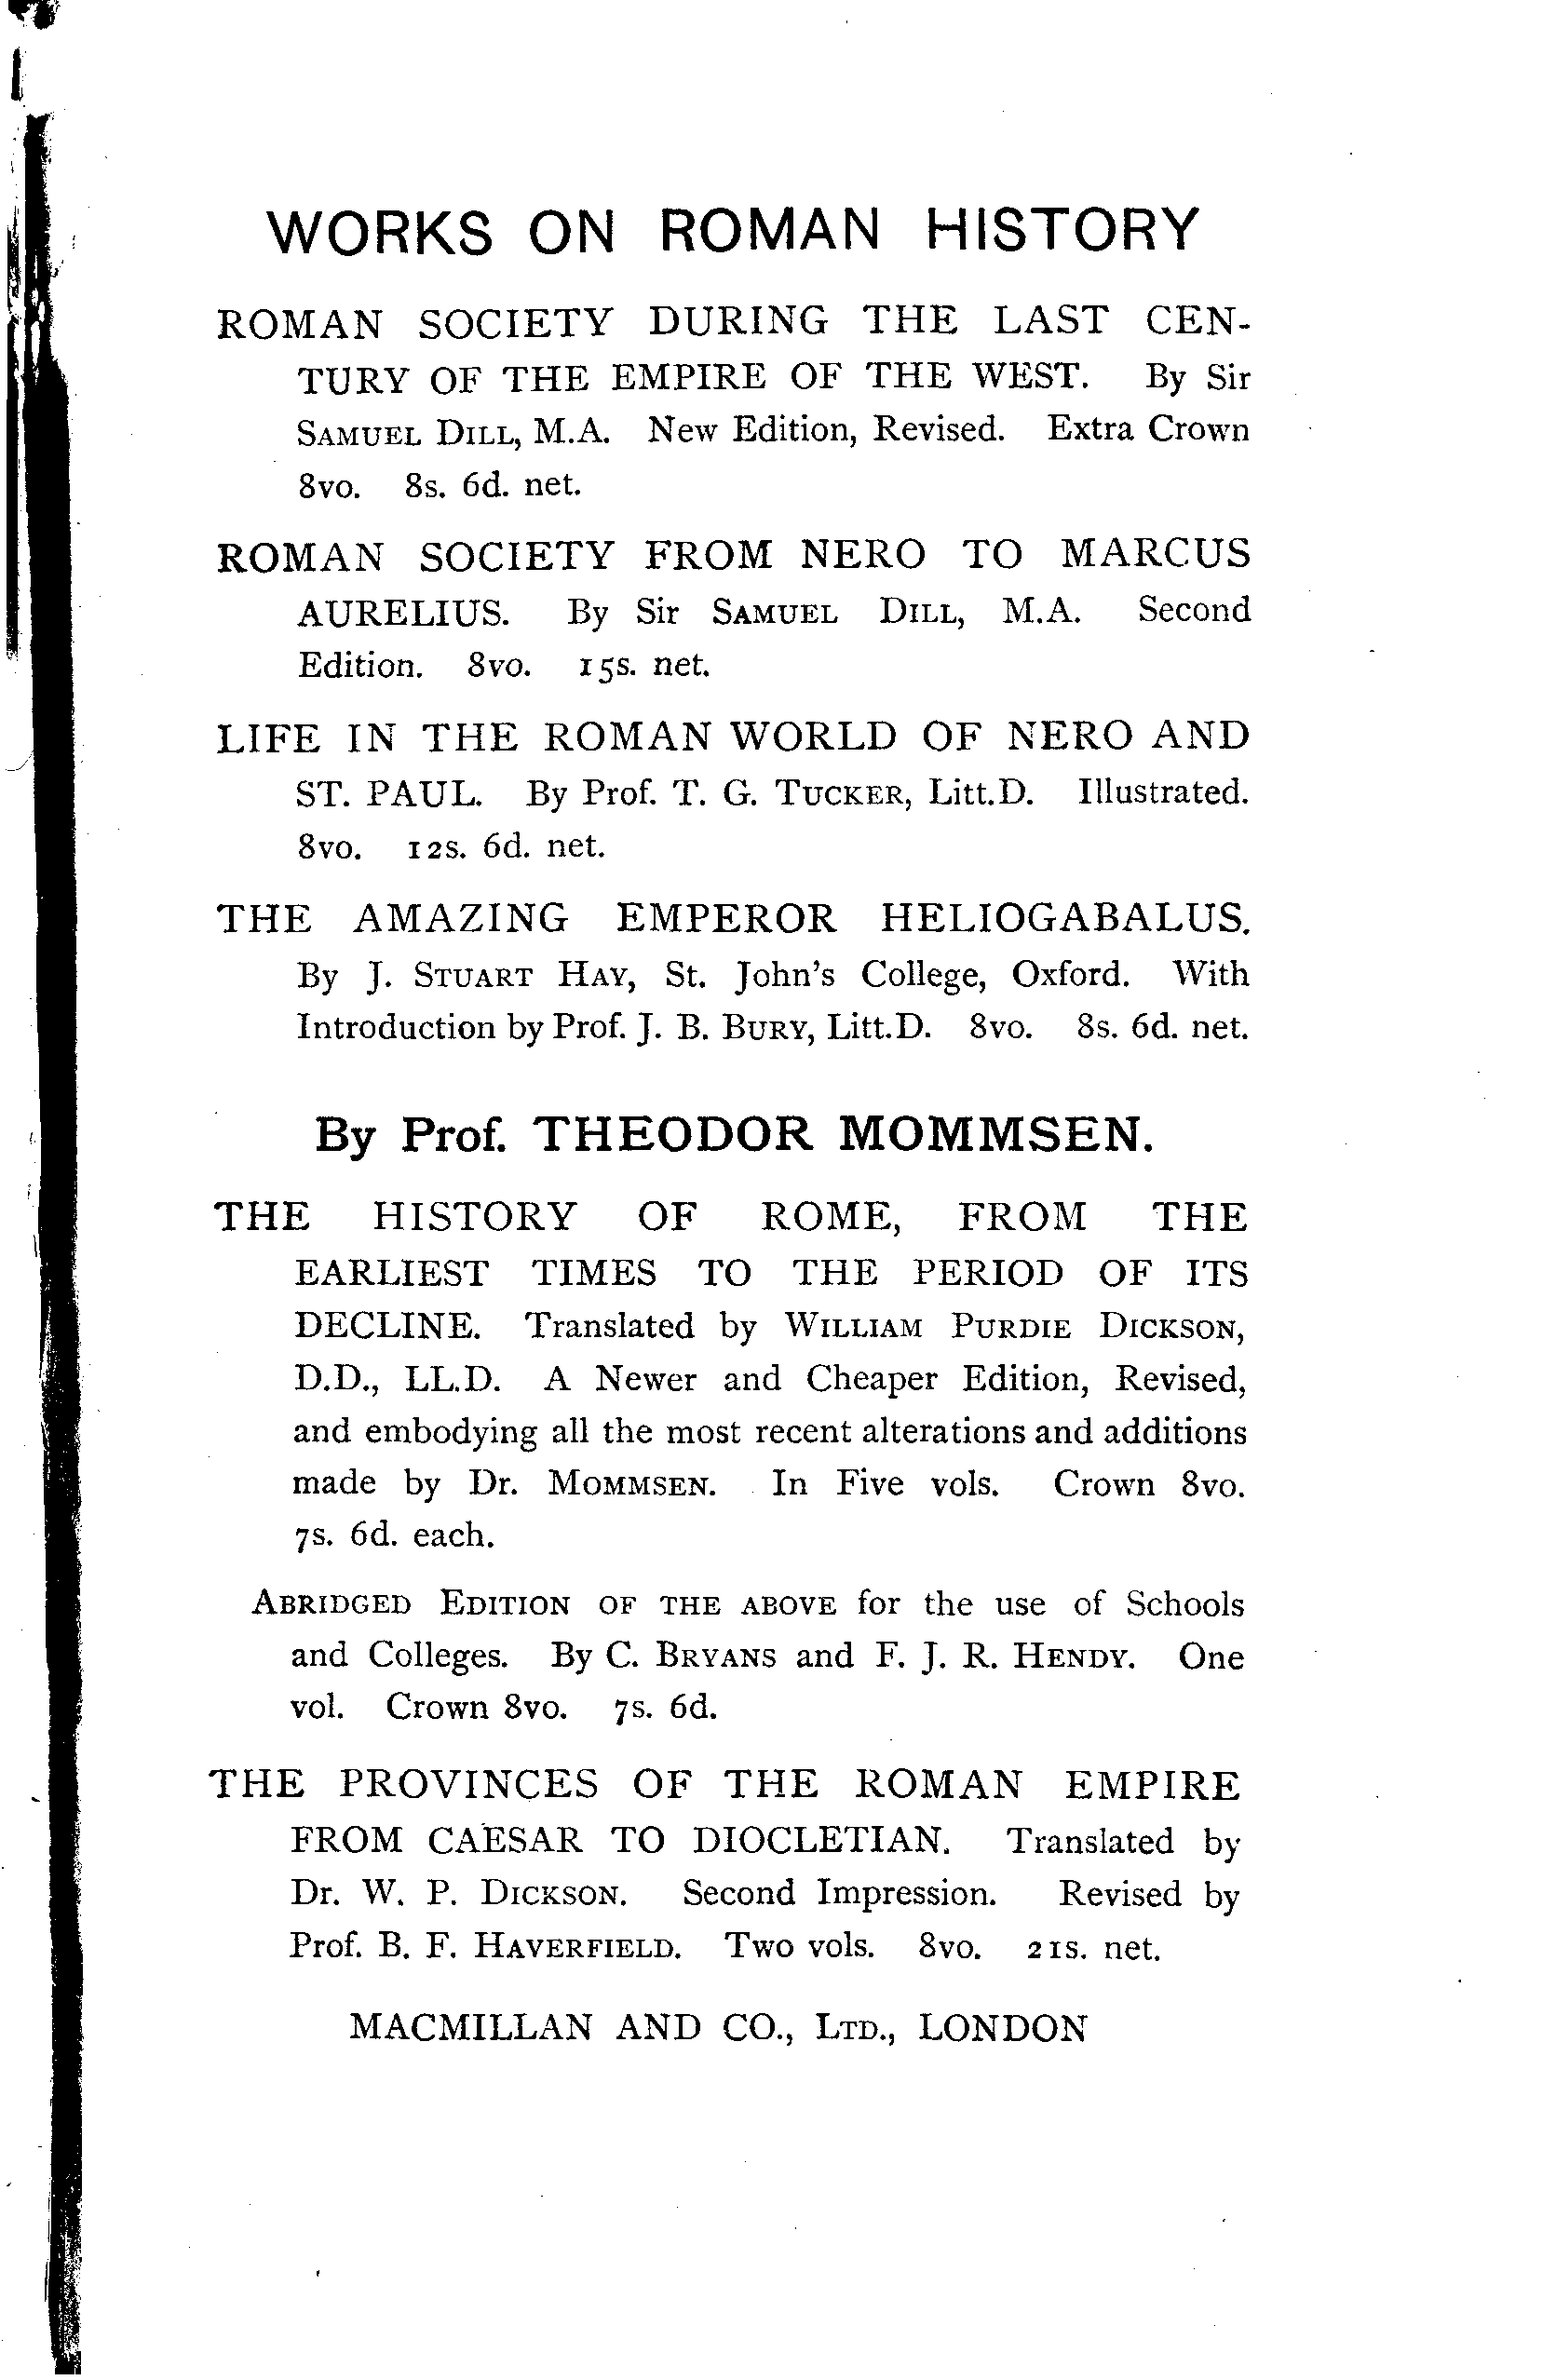 WORKS ON ROMAN HISTORY
ROMAN SOCIETY DURING THE LAST CEN-
TURY OF THE EMPIRE OF THE WEST. By Sir
SAMUEL DILL, M.A. New Edition, Revised. Extra Crown
8vo. 8s. 6d. net.
ROMAN SOCIETY FROM NERO TO MARCUS
AURELIUS. By Sir SAMUEL DILL, M.A. Second
Edition. 8vo. 15s. net.
LIFE IN THE ROMAN WORLD OF NERO AND
ST. PAUL. By Prof. T. G. TUCKER, Litt.D. Illustrated.
8vo. 12s. 6d. net.
THE AMAZING EMPEROR HELIOGABALUS.
By J. STUART HAY, St. John's College, Oxford. With
Introduction by Prof. J. B. BURY, Litt.D. 8vo. 8s. 6d. net.
By Prof. THEODOR MOMMSEN.
THE HISTORY OF ROME, FROM THE
EARLIEST TIMES TO THE PERIOD OF ITS
DECLINE. Translated by WILLIAM PURDIE DICKSON,
D.D., LL.D. A Newer and Cheaper Edition, Revised,
and embodying all the most recent alterations and additions
made by Dr. MOMMSEN. In Five vols. Crown 8vo.
7s. 6d. each.
ABRIDGED EDITION OF THE ABOVE for the use of Schools
and Colleges. By C. BRYANS and F. J. R. HENDY. One
vol. Crown 8vo. 7s. 6d.
THE PROVINCES OF THE ROMAN EMPIRE
FROM CAESAR TO DIOCLETIAN. Translated by
Dr. W. P. DICKSON. Second Impression. Revised by
Prof. B. F. HAVERFIELD. Two vols. 8vo. 21s. net.
MACMILLAN AND CO., LTD., LONDON